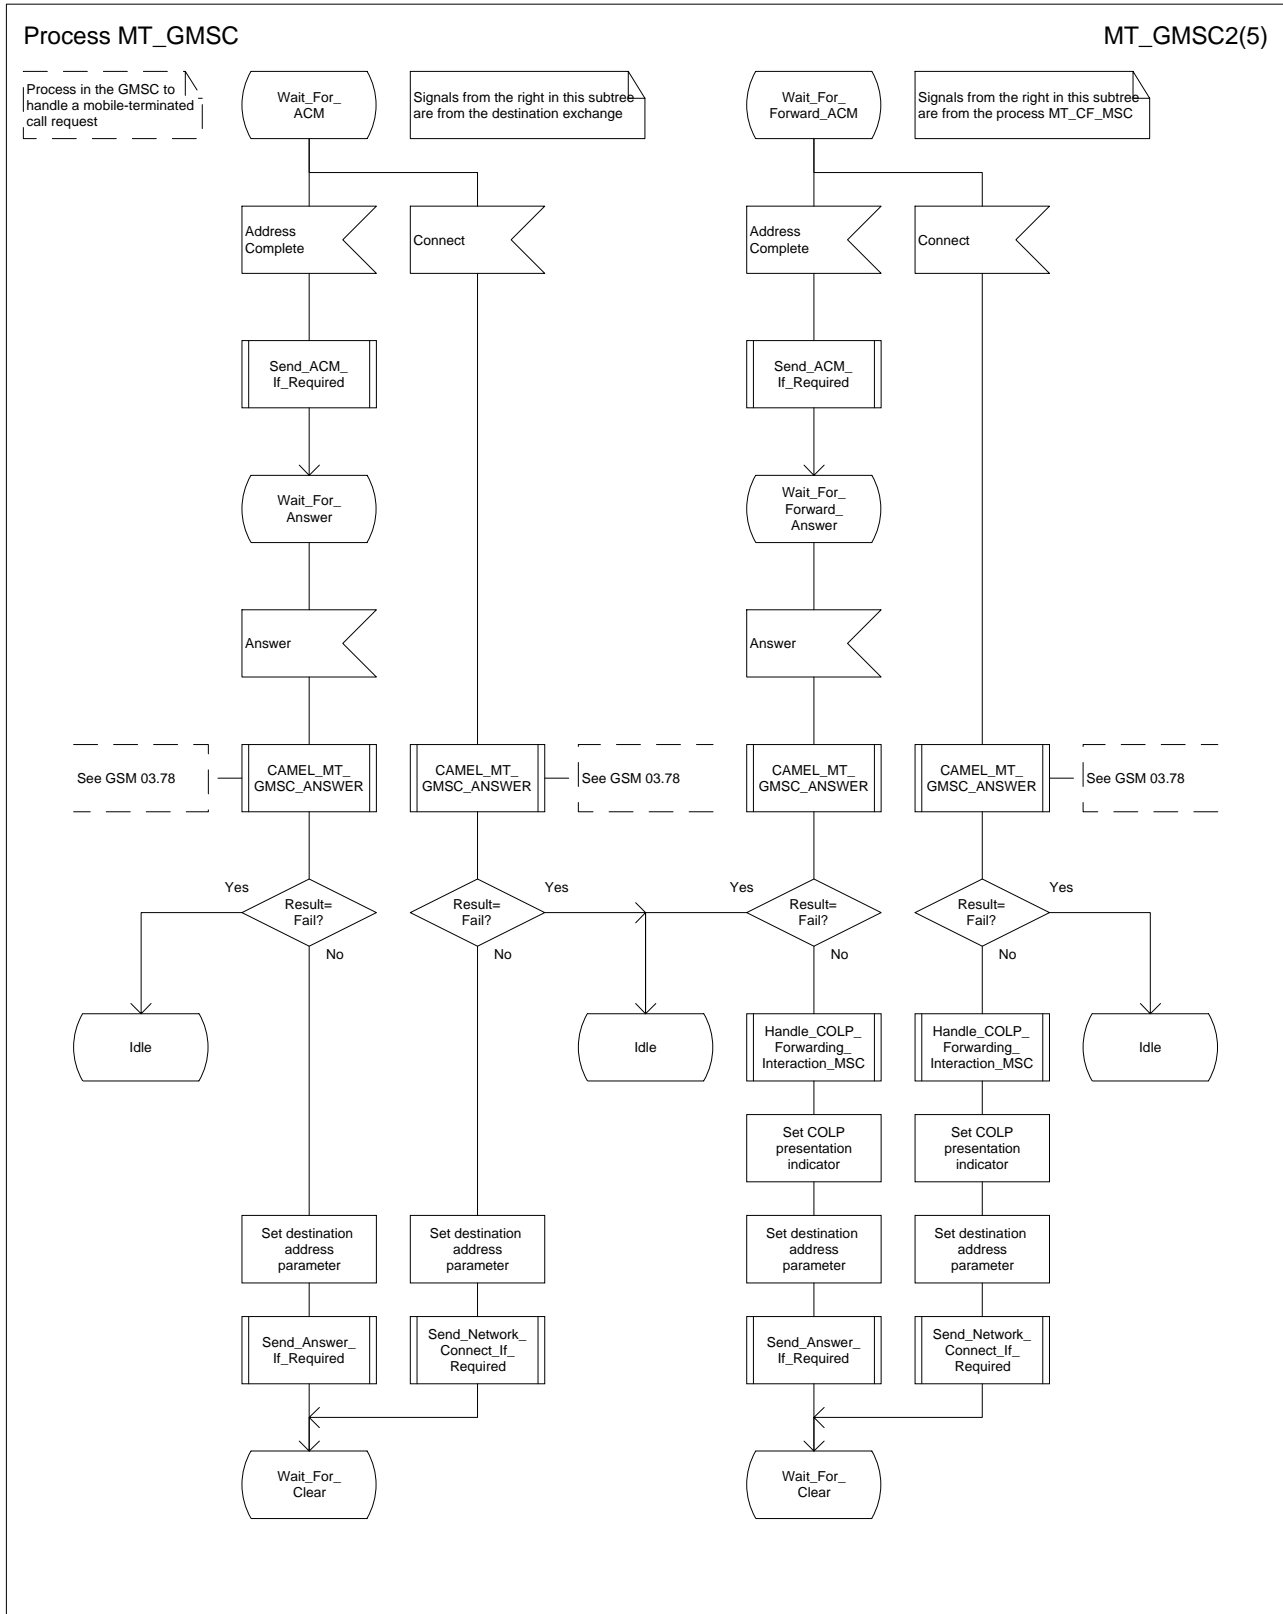 Process MT_GMSC
MT_GMSC2(5)
Process in the GMSC to
handle a mobile-terminated
call request
Wait_For_
ACM
Signals from the right in this subtree
are from the destination exchange
Wait_For_
Forward_ACM
Signals from the right in this subtree
are from the process MT_CF_MSC
Address
Complete
Connect
Address
Complete
Connect
Send_ACM_
If_Required
Send_ACM_
If_Required
Wait_For_
Answer
Wait_For_
Forward_
Answer
Answer
Answer
See GSM 03.78
CAMEL_MT_
GMSC_ANSWER
CAMEL_MT_
GMSC_ANSWER
See GSM 03.78
CAMEL_MT_
GMSC_ANSWER
CAMEL_MT_
GMSC_ANSWER
See GSM 03.78
Yes
Result=
Fail?
No
Result=
Fail?
Yes
No
Yes
Result=
Fail?
No
Result=
Fail?
Yes
No
Idle
Idle
Handle_COLP_
Forwarding_
Interaction_MSC
Handle_COLP_
Forwarding_
Interaction_MSC
Idle
Set COLP
presentation
indicator
Set COLP
presentation
indicator
Set destination
address
parameter
Set destination
address
parameter
Set destination
address
parameter
Set destination
address
parameter
Send_Answer_
If_Required
Send_Network_
Connect_If_
Required
Send_Answer_
If_Required
Send_Network_
Connect_If_
Required
Wait_For_
Clear
Wait_For_
Clear